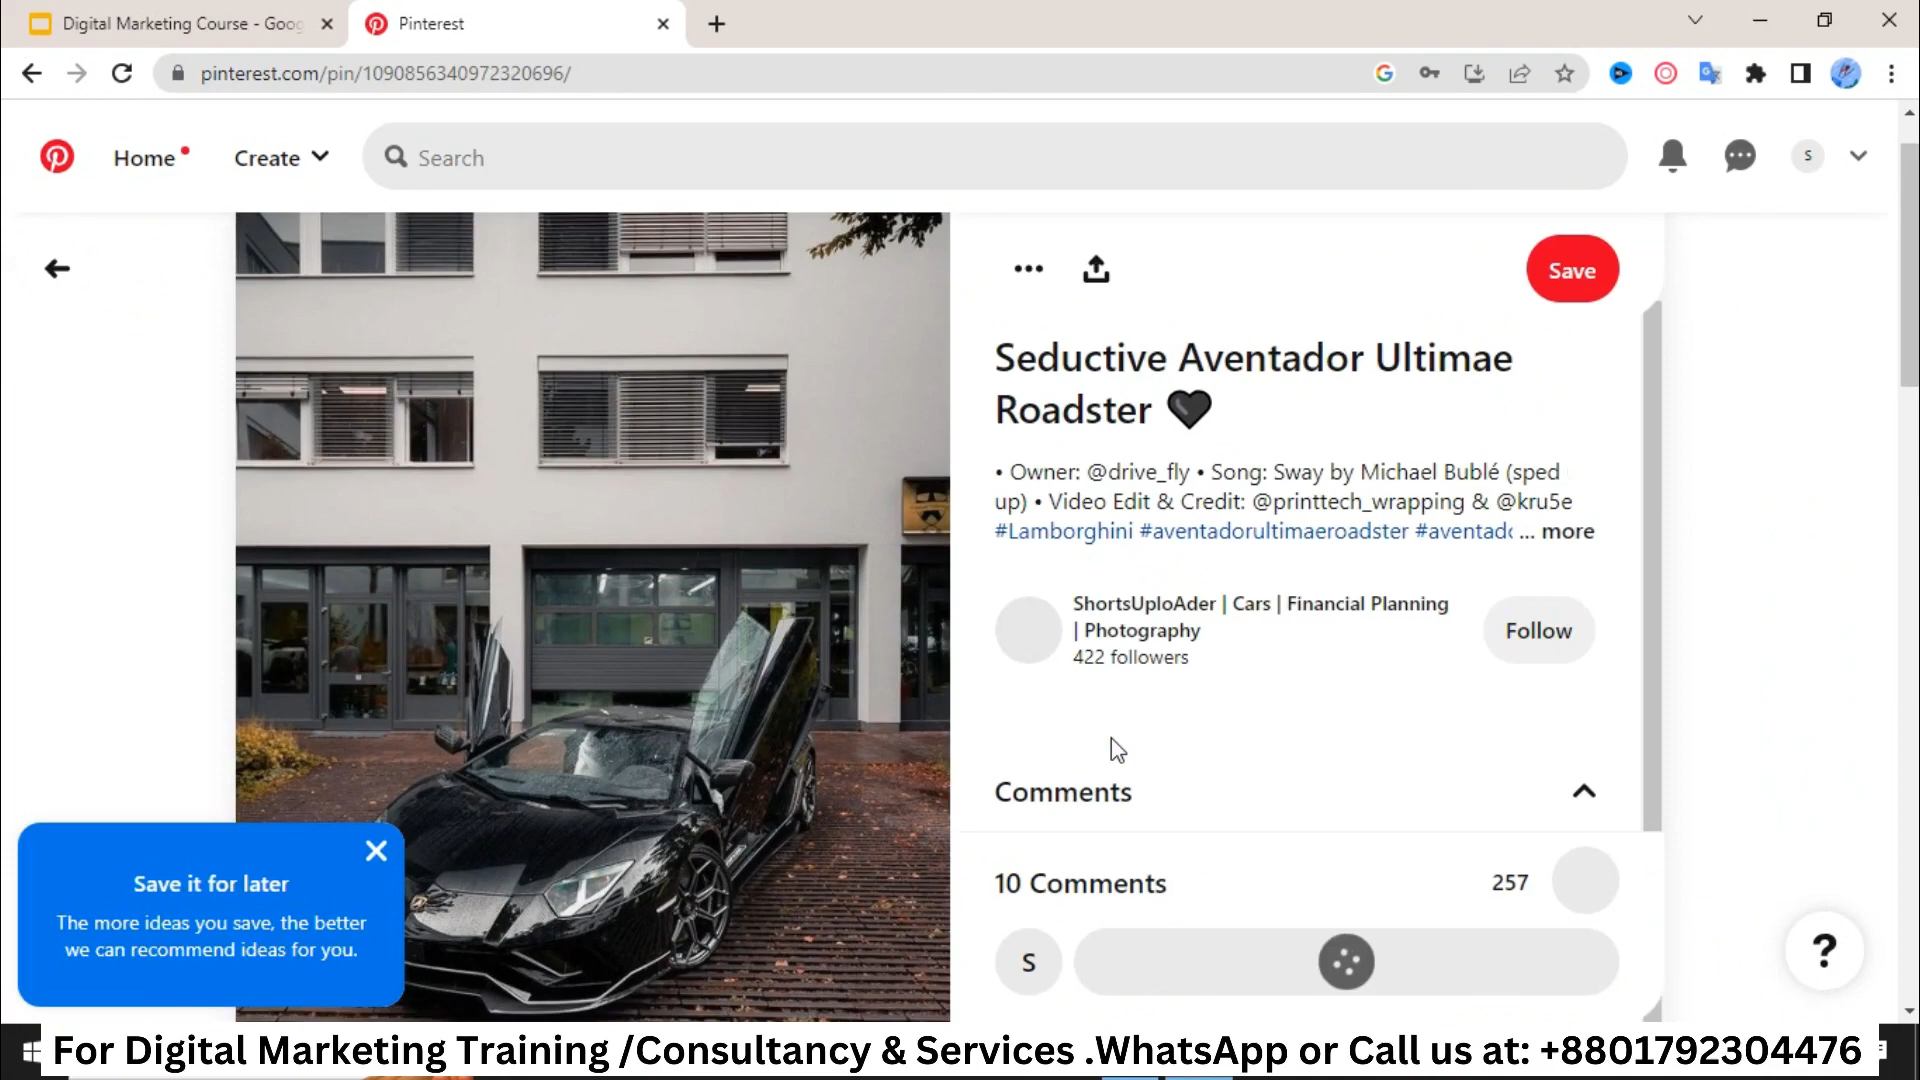 Digital Marketing Course - Goog
Pinterest
pinterest.com/pin/1090856340972320696/
Home
Create
Search
S
Save
Seductive Aventador Ultimae
Roadster 🖤
• Owner: @drive_fly • Song: Sway by Michael Bublé (sped
up) • Video Edit & Credit: @printtech_wrapping & @kru5e
#Lamborghini #aventadorultimaeroadster #aventadc ... more
ShortsUploAder | Cars | Financial Planning
| Photography
422 followers
Follow
Comments
10 Comments
257
S
Save it for later
The more ideas you save, the better
we can recommend ideas for you.
?
For Digital Marketing Training /Consultancy & Services .WhatsApp or Call us at: +8801792304476